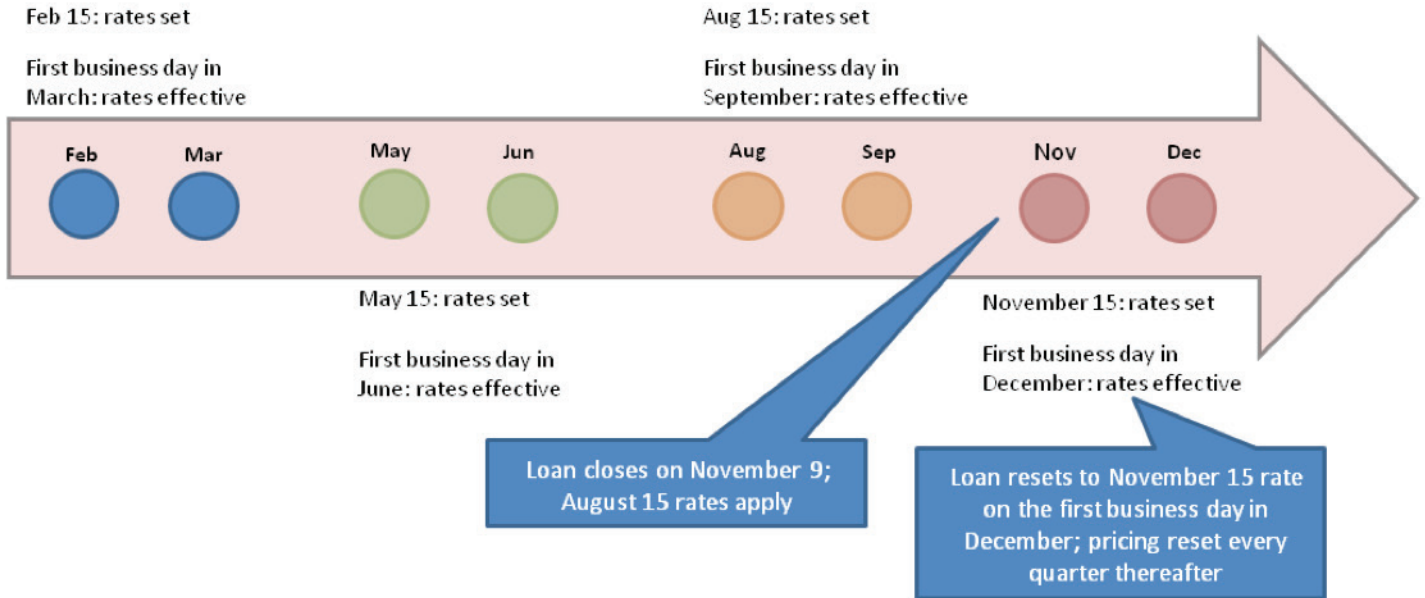 Feb 15: rates set
First business day in
March: rates effective
Aug 15: rates set
First business day in
September: rates effective
Feb
Mar
May
Jun
Aug
Sep
Nov
Dec
May 15: rates set
First business day in
June: rates effective
November 15: rates set
First business day in
December: rates effective
Loan closes on November 9;
August 15 rates apply
Loan resets to November 15 rate
on the first business day in
December; pricing reset every
quarter thereafter